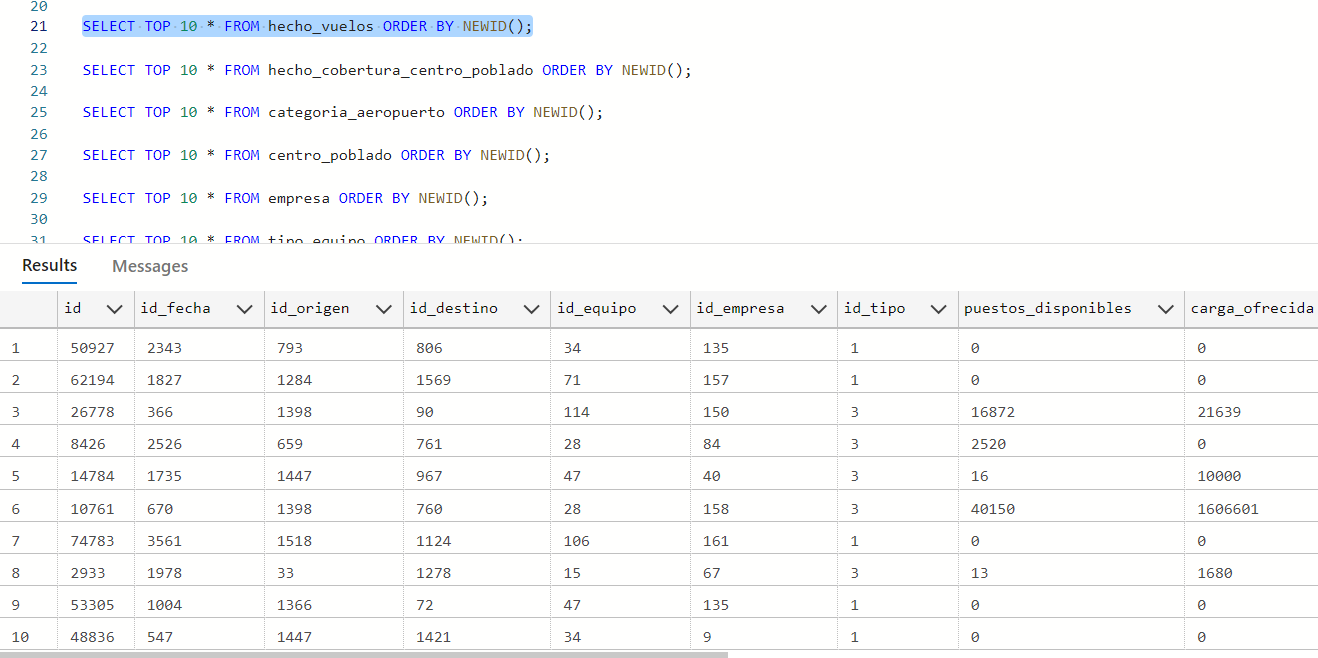 20
21 SELECT TOP 10 * FROM hecho_vuelos ORDER BY NEWID();
22
23 SELECT TOP 10 * FROM hecho_cobertura_centro_poblado ORDER BY NEWID();
24
25 SELECT TOP 10 * FROM categoria_aeropuerto ORDER BY NEWID();
26
27 SELECT TOP 10 * FROM centro_poblado ORDER BY NEWID();
28
29 SELECT TOP 10 * FROM empresa ORDER BY NEWID();
30
31 SELECT TOP 10 * FROM tipo_equipo ORDER BY NEWID();
Results Messages
id id_fecha id_origen id_destino id_equipo id_empresa id_tipo puestos_disponibles carga_ofrecida
1 50927 2343 793 806 34 135 1 0 0
2 62194 1827 1284 1569 71 157 1 0 0
3 26778 366 1398 90 114 150 3 16872 21639
4 8426 2526 659 761 28 84 3 2520 0
5 14784 1735 1447 967 47 40 3 16 10000
6 10761 670 1398 760 28 158 3 40150 1606601
7 74783 3561 1518 1124 106 161 1 0 0
8 2933 1978 33 1278 15 67 3 13 1680
9 53305 1004 1366 72 47 135 1 0 0
10 48836 547 1447 1421 34 9 1 0 0